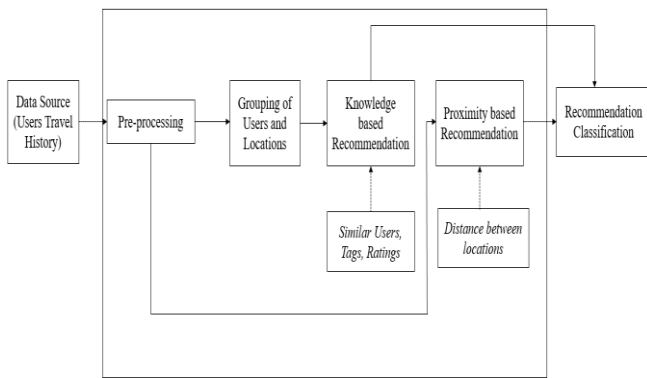 Data Source
(Users Travel
History)
Pre-processing
Grouping of
Users and
Locations
Knowledge
based
Recommendation
Proximity based
Recommendation
Recommendation
Classification
Similar Users,
Tags, Ratings
Distance between
locations